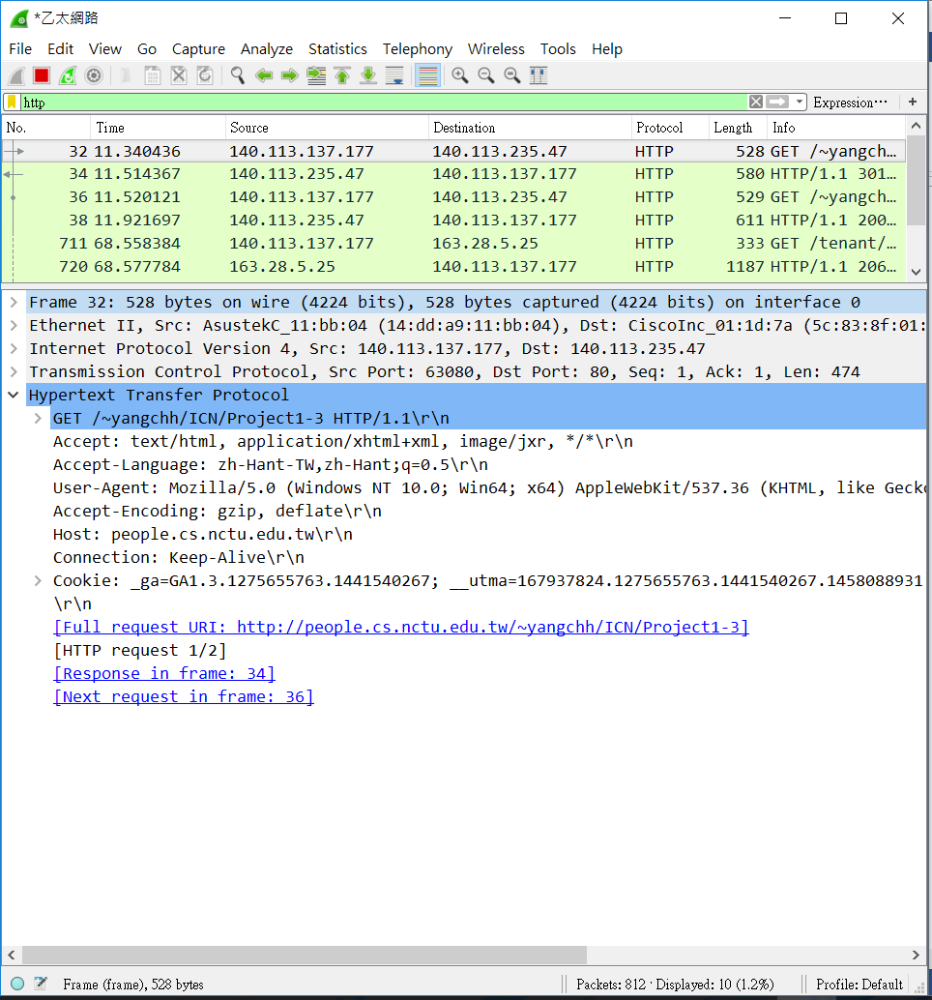 *乙太網路
File Edit View Go Capture Analyze Statistics Telephony Wireless Tools Help
http Expression… +
No. Time Source Destination Protocol Length Info
32 11.340436 140.113.137.177 140.113.235.47 HTTP 528 GET /~yangch…
34 11.514367 140.113.235.47 140.113.137.177 HTTP 580 HTTP/1.1 301…
36 11.520121 140.113.137.177 140.113.235.47 HTTP 529 GET /~yangch…
38 11.921697 140.113.235.47 140.113.137.177 HTTP 611 HTTP/1.1 200…
711 68.558384 140.113.137.177 163.28.5.25 HTTP 333 GET /tenant/…
720 68.577784 163.28.5.25 140.113.137.177 HTTP 1187 HTTP/1.1 206…
Frame 32: 528 bytes on wire (4224 bits), 528 bytes captured (4224 bits) on interface 0
Ethernet II, Src: AsustekC_11:bb:04 (14:dd:a9:11:bb:04), Dst: CiscoInc_01:1d:7a (5c:83:8f:01:
Internet Protocol Version 4, Src: 140.113.137.177, Dst: 140.113.235.47
Transmission Control Protocol, Src Port: 63080, Dst Port: 80, Seq: 1, Ack: 1, Len: 474
Hypertext Transfer Protocol
GET /~yangchh/ICN/Project1-3 HTTP/1.1\r\n
Accept: text/html, application/xhtml+xml, image/jxr, */*\r\n
Accept-Language: zh-Hant-TW,zh-Hant;q=0.5\r\n
User-Agent: Mozilla/5.0 (Windows NT 10.0; Win64; x64) AppleWebKit/537.36 (KHTML, like Gecko
Accept-Encoding: gzip, deflate\r\n
Host: people.cs.nctu.edu.tw\r\n
Connection: Keep-Alive\r\n
Cookie: _ga=GA1.3.1275655763.1441540267; __utma=167937824.1275655763.1441540267.1458088931
\r\n
[Full request URI: http://people.cs.nctu.edu.tw/~yangchh/ICN/Project1-3]
[HTTP request 1/2]
[Response in frame: 34]
[Next request in frame: 36]
Frame (frame), 528 bytes Packets: 812 · Displayed: 10 (1.2%) Profile: Default